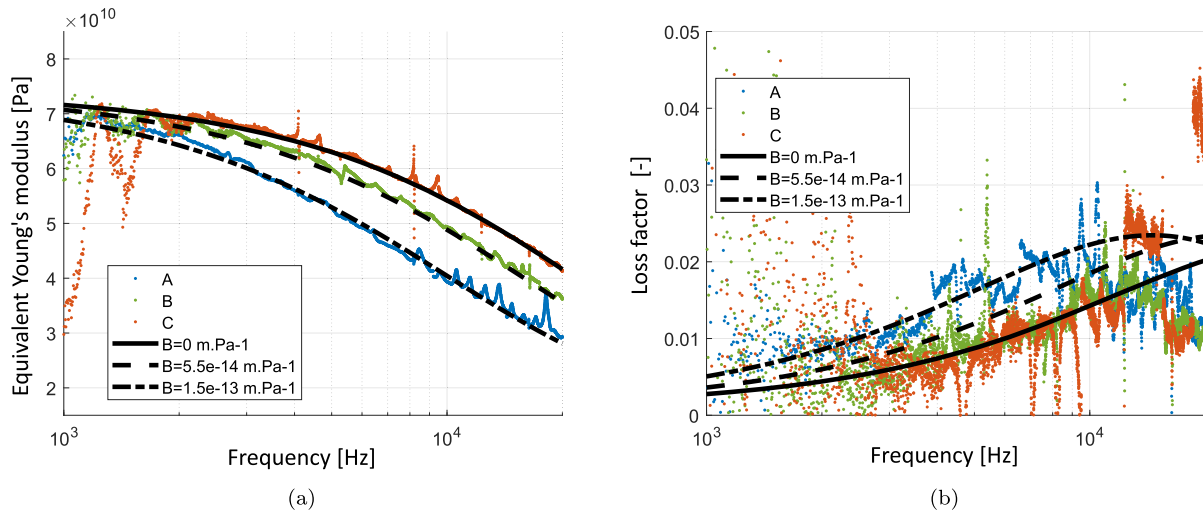 ×10^10
8
7
6
5
4
3
2
Equivalent Young's modulus [Pa]
A
B
C
B=0 m.Pa-1
B=5.5e-14 m.Pa-1
B=1.5e-13 m.Pa-1
10^3
10^4
Frequency [Hz]
(a)
0.05
0.04
0.03
0.02
0.01
0
Loss factor [-]
A
B
C
B=0 m.Pa-1
B=5.5e-14 m.Pa-1
B=1.5e-13 m.Pa-1
10^3
10^4
Frequency [Hz]
(b)